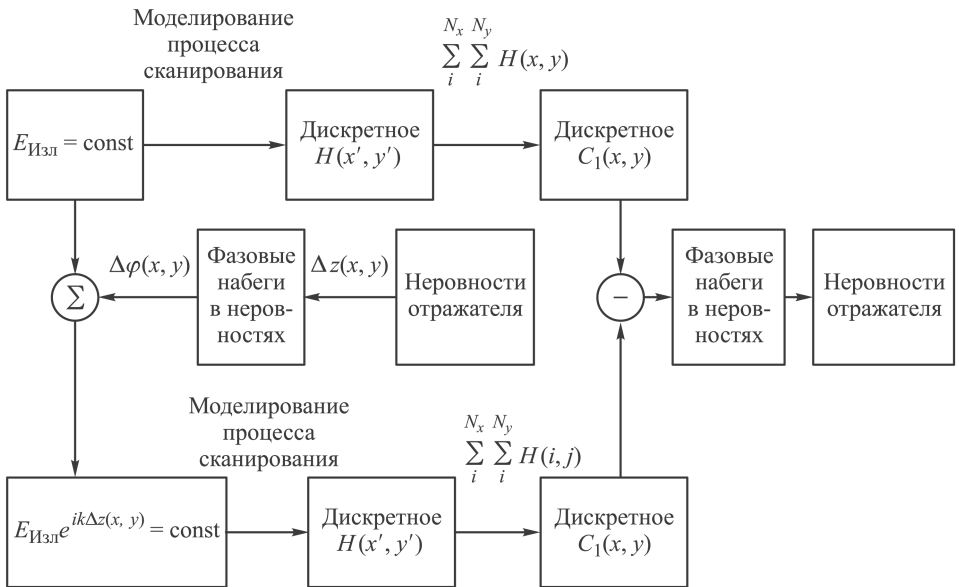 Моделирование
процесса
сканирования
N_x N_y
∑ ∑ H(x, y)
i i
E_Изл = const
Дискретное
H(x′, y′)
Дискретное
C_1(x, y)
Δφ(x, y)
Фазовые
набеги
в неров-
ностях
Δz(x, y)
Неровности
отражателя
Σ
−
Фазовые
набеги
в неров-
ностях
Неровности
отражателя
Моделирование
процесса
сканирования
N_x N_y
∑ ∑ H(i, j)
i i
E_Изл e^{ikΔz(x, y)} = const
Дискретное
H(x′, y′)
Дискретное
C_1(x, y)